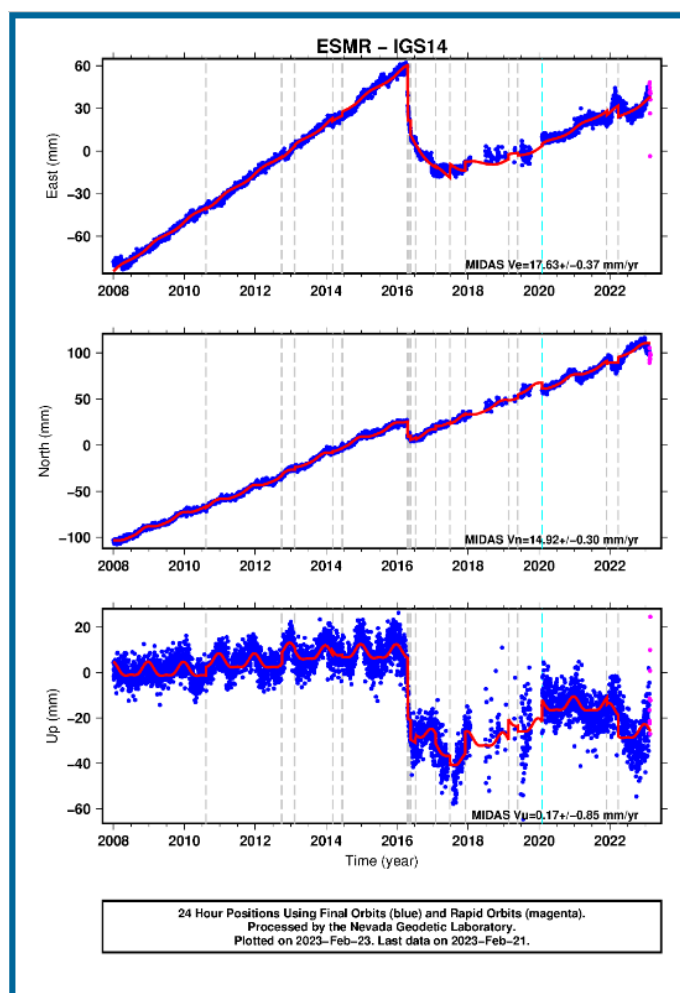 ESMR − IGS14
60
30
0
−30
−60
East (mm)
MIDAS Ve=17.63+/−0.37 mm/yr
2008 2010 2012 2014 2016 2018 2020 2022
100
50
0
−50
−100
North (mm)
MIDAS Vn=14.92+/−0.30 mm/yr
2008 2010 2012 2014 2016 2018 2020 2022
20
0
−20
−40
−60
Up (mm)
MIDAS Vμ=0.17+/−0.85 mm/yr
2008 2010 2012 2014 2016 2018 2020 2022
Time (year)
24 Hour Positions Using Final Orbits (blue) and Rapid Orbits (magenta).
Processed by the Nevada Geodetic Laboratory.
Plotted on 2023−Feb−23. Last data on 2023−Feb−21.